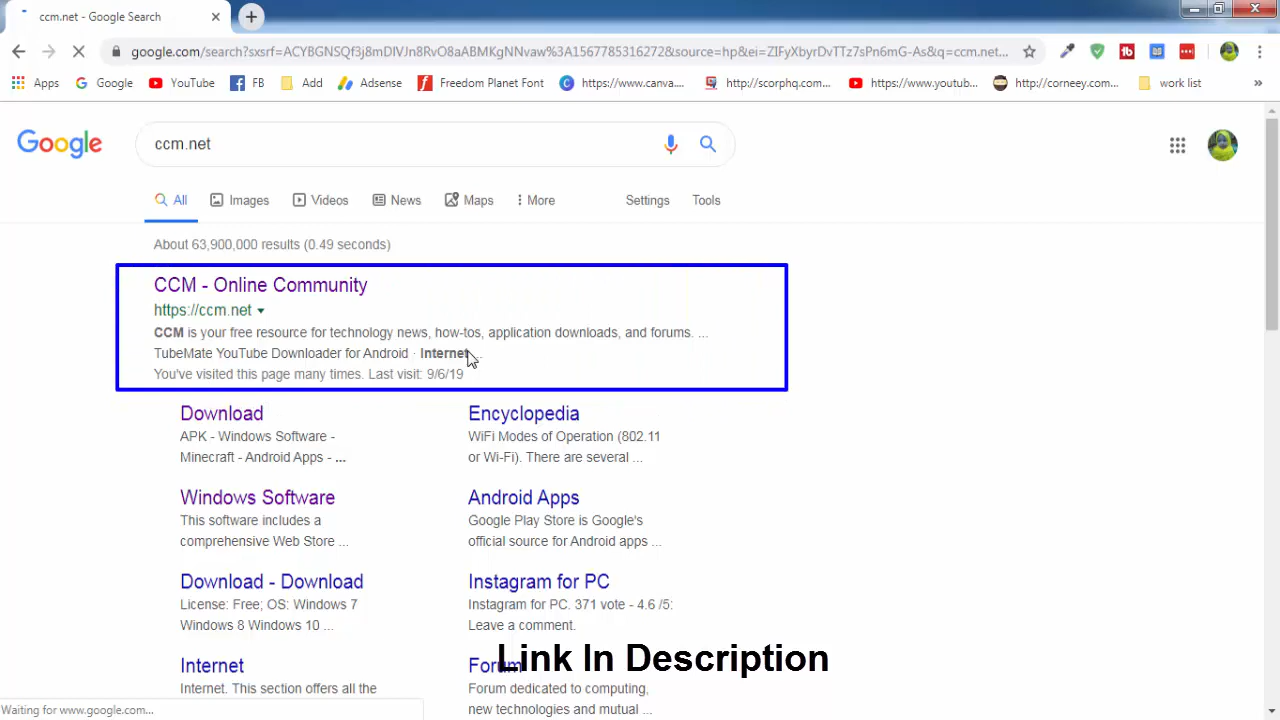 ccm.net - Google Search
google.com/search?sxsrf=ACYBGNSQf3j8mDIVJn8RvO8aABMKgNNvaw%3A1567785316272&source=hp&ei=ZIFyXbyrDvTTz7sPn6mG-As&q=ccm.net...
Apps Google YouTube FB Add Adsense Freedom Planet Font https://www.canva.... http://scorphq.com... https://www.youtub... http://corneey.com... work list »
Google ccm.net
All Images Videos News Maps More Settings Tools
About 63,900,000 results (0.49 seconds)
CCM - Online Community
https://ccm.net
CCM is your free resource for technology news, how-tos, application downloads, and forums. ...
TubeMate YouTube Downloader for Android · Internet ...
You've visited this page many times. Last visit: 9/6/19
Download
APK - Windows Software -
Minecraft - Android Apps - ...
Encyclopedia
WiFi Modes of Operation (802.11
or Wi-Fi). There are several ...
Windows Software
This software includes a
comprehensive Web Store ...
Android Apps
Google Play Store is Google's
official source for Android apps ...
Download - Download
License: Free; OS: Windows 7
Windows 8 Windows 10 ...
Instagram for PC
Instagram for PC. 371 vote - 4.6 /5:
Leave a comment.
Internet
Internet. This section offers all the
Forum
Forum dedicated to computing,
new technologies and mutual ...
Link In Description
Waiting for www.google.com...